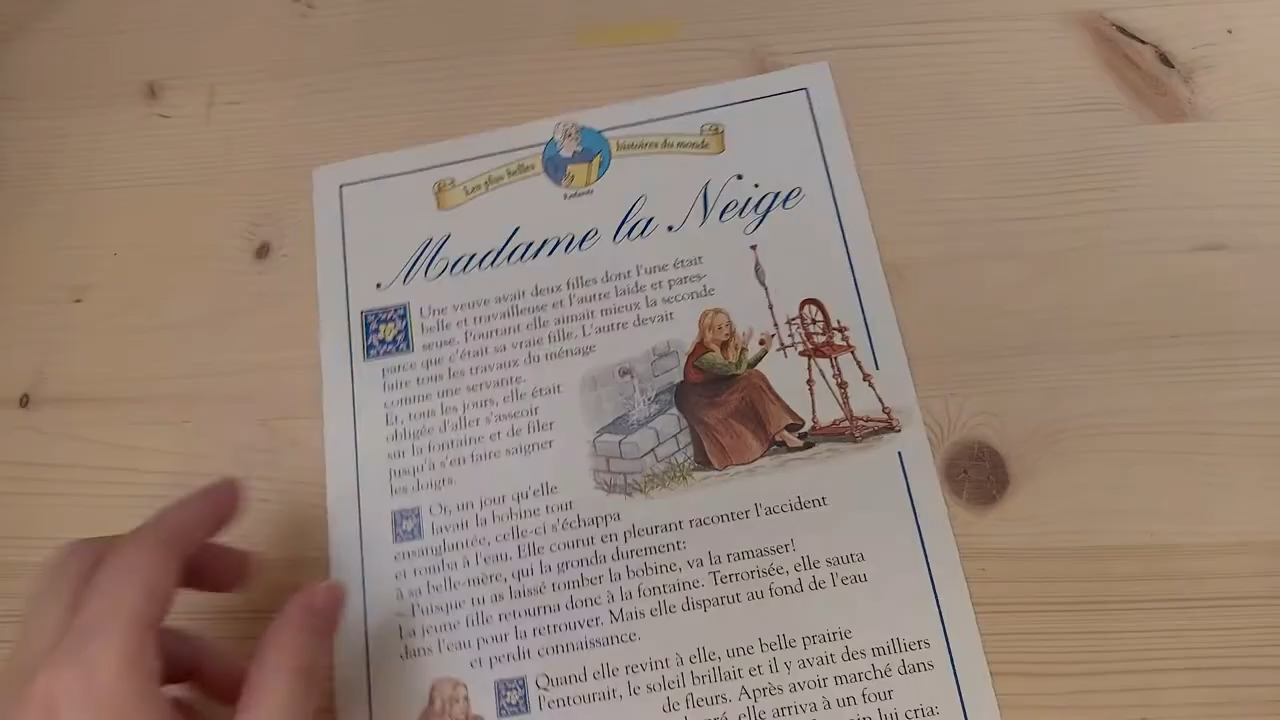 Les plus belles histoires du monde
Madame la Neige
Une veuve avait deux filles dont l'une était
belle et travailleuse et l'autre laide et pares-
seuse. Pourtant elle aimait mieux la seconde
parce que c'était sa vraie fille. L'autre devait
faire tous les travaux du ménage
comme une servante.
Et, tous les jours, elle était
obligée d'aller s'asseoir
sur la fontaine et de filer
jusqu'à s'en faire saigner
les doigts.
Or, un jour qu'elle
lavait la bobine tout
ensanglantée, celle-ci s'échappa
et tomba à l'eau. Elle courut en pleurant raconter l'accident
à sa belle-mère, qui la gronda durement:
– Puisque tu as laissé tomber la bobine, va la ramasser!
La jeune fille retourna donc à la fontaine. Terrorisée, elle sauta
dans l'eau pour la retrouver. Mais elle disparut au fond de l'eau
et perdit connaissance.
Quand elle revint à elle, une belle prairie
l'entourait, le soleil brillait et il y avait des milliers
de fleurs. Après avoir marché dans
pré, elle arriva à un four
lui cria: